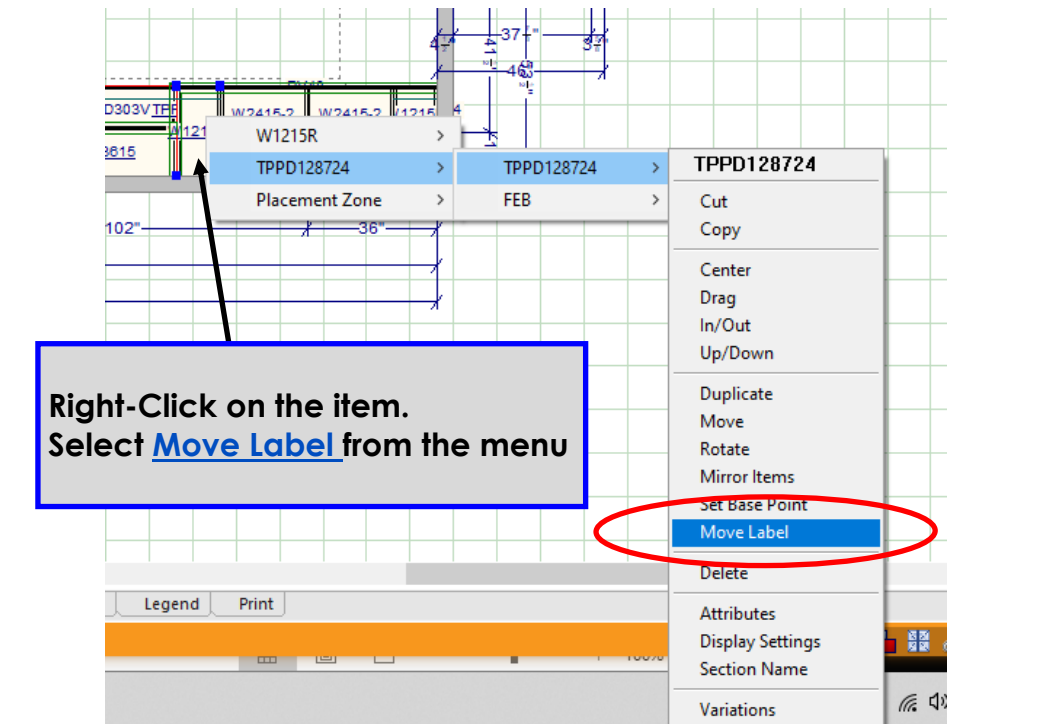 37
46
D303V TPP
W2415-2 W2415-2
3615
W1215R
TPPD128724
Placement Zone
TPPD128724
FEB
TPPD128724
Cut
Copy
Center
Drag
In/Out
Up/Down
Duplicate
Move
Rotate
Mirror Items
Set Base Point
Move Label
Delete
Attributes
Display Settings
Section Name
Variations
102"
36"
Right-Click on the item.
Select Move Label from the menu
Legend
Print
100%